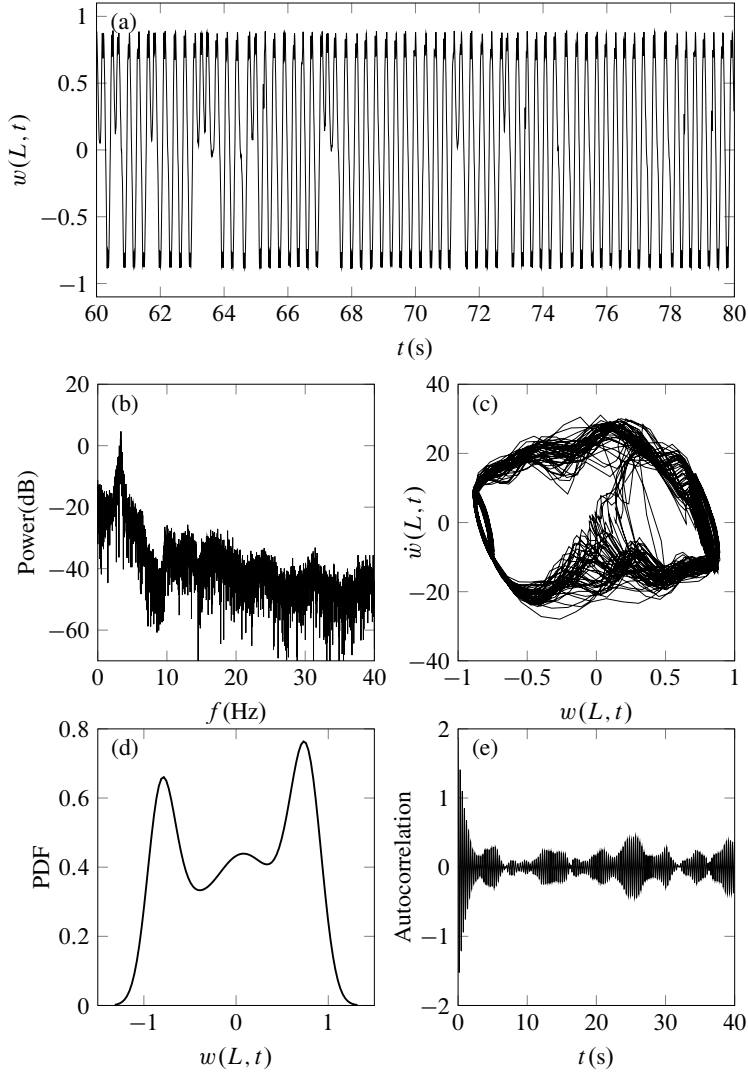 (a)
1
0.5
0
−0.5
−1
w(L, t)
60 62 64 66 68 70 72 74 76 78 80
t(s)
(b)
20
0
−20
−40
−60
Power(dB)
0 10 20 30 40
f(Hz)
(c)
40
20
0
−20
−40
ẇ(L, t)
−1 −0.5 0 0.5 1
w(L, t)
(d)
0.8
0.6
0.4
0.2
0
PDF
−1 0 1
w(L, t)
(e)
2
1
0
−1
−2
Autocorrelation
0 10 20 30 40
t(s)